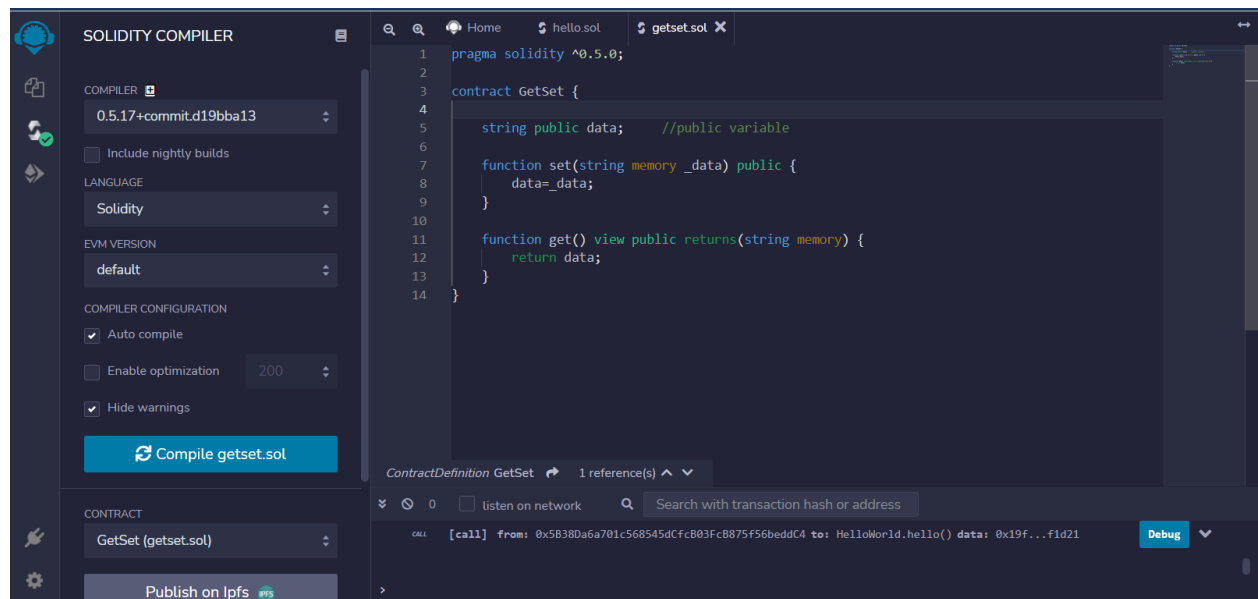 SOLIDITY COMPILER
COMPILER
0.5.17+commit.d19bba13
Include nightly builds
LANGUAGE
Solidity
EVM VERSION
default
COMPILER CONFIGURATION
Auto compile
Enable optimization 200
Hide warnings
Compile getset.sol
CONTRACT
GetSet (getset.sol)
Publish on Ipfs IPFS
Home hello.sol getset.sol
1 pragma solidity ^0.5.0;
2
3 contract GetSet {
4
5 string public data; //public variable
6
7 function set(string memory _data) public {
8 data=_data;
9 }
10
11 function get() view public returns(string memory) {
12 return data;
13 }
14 }
ContractDefinition GetSet 1 reference(s)
0 listen on network Search with transaction hash or address
CALL [call] from: 0x5B38Da6a701c568545dCfcB03FcB875f56beddC4 to: HelloWorld.hello() data: 0x19f...f1d21 Debug
>